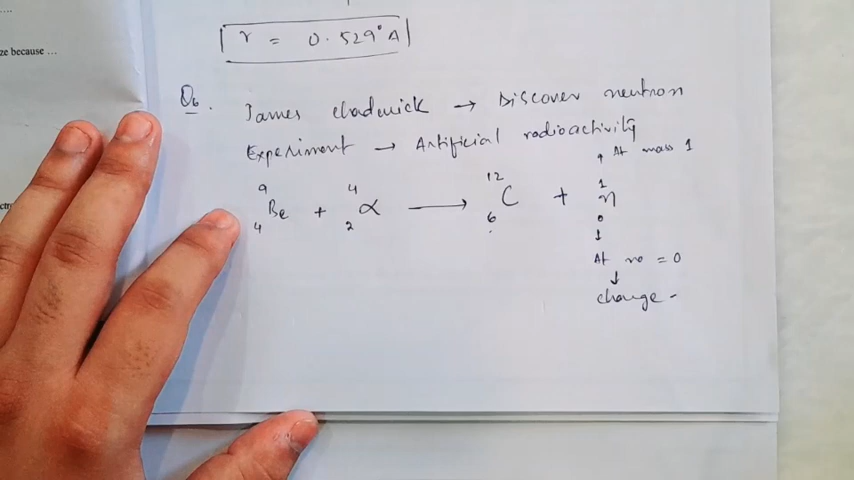 ....
ze because ...
r = 0.529°A
Q6. James chadwick → Discover neutron
Experiment → Artificial radioactivity
↑ At mass 1
9 4 12 1
Be + α → C + n
4 2 6 0
↓
At no = 0
↓
change -